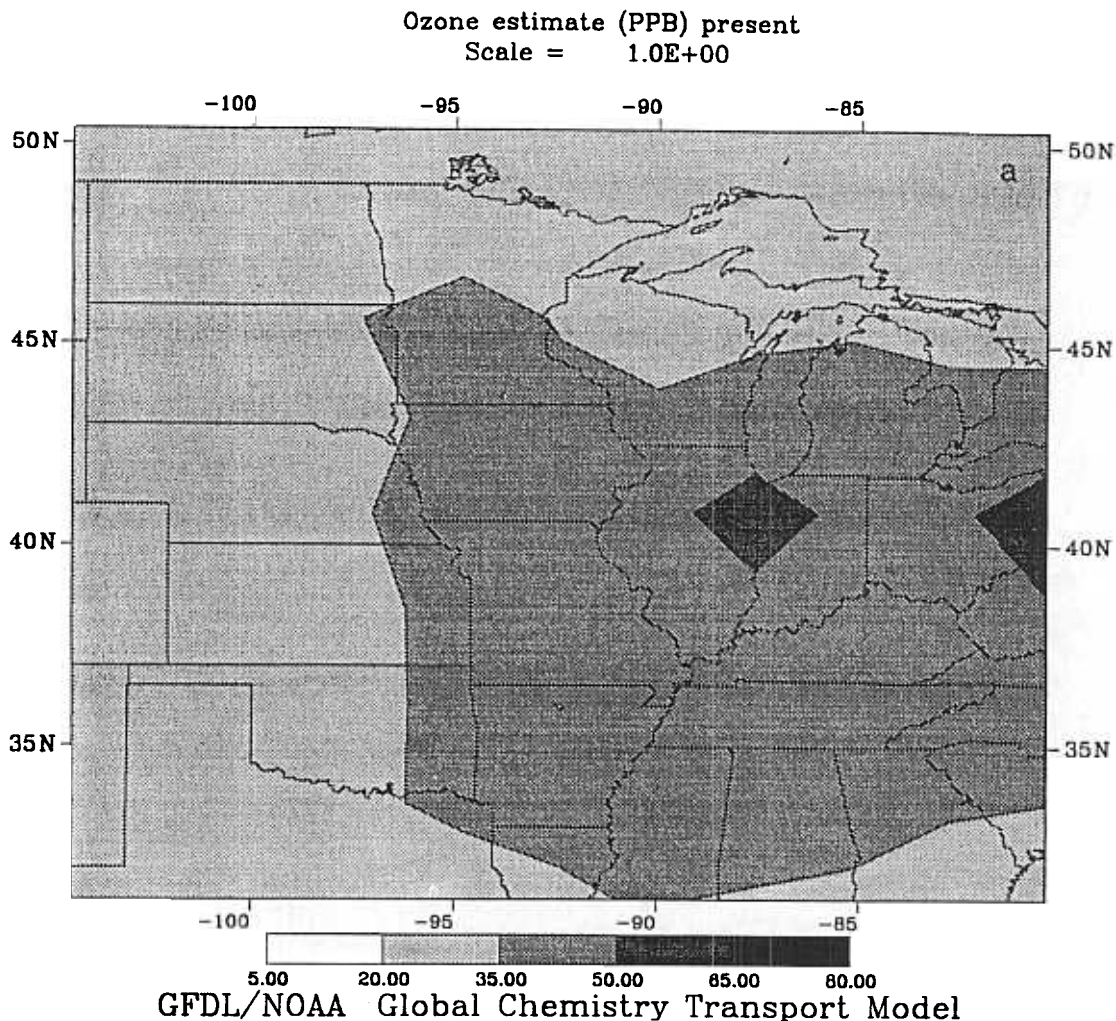 Ozone estimate (PPB) present
Scale = 1.0E+00
-100 -95 -90 -85
50N 50N
a
45N 45N
40N 40N
35N 35N
-100 -95 -90 -85
5.00 20.00 35.00 50.00 65.00 80.00
GFDL/NOAA Global Chemistry Transport Model